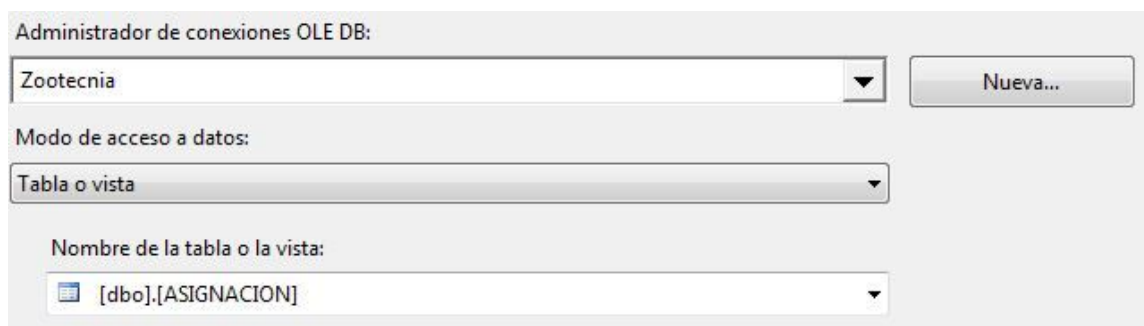 Administrador de conexiones OLE DB:
Zootecnia
Nueva...
Modo de acceso a datos:
Tabla o vista
Nombre de la tabla o la vista:
[dbo].[ASIGNACION]